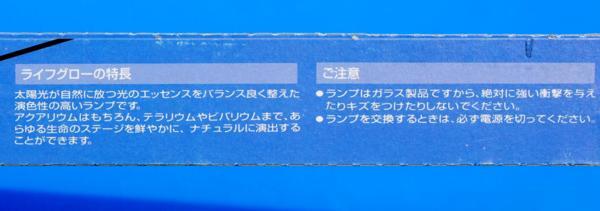 ライフグローの特長
太陽光が自然に放つ光のエッセンスをバランス良く整えた
演色性の高いランプです。
アクアリウムはもちろん、テラリウムやビバリウムまで、あ
らゆる生命のステージを鮮やかに、ナチュラルに演出する
ことができます。
ご注意
●ランプはガラス製品ですから、絶対に強い衝撃を与え
たりキズをつけたりしないでください。
●ランプを交換するときは、必ず電源を切ってください。